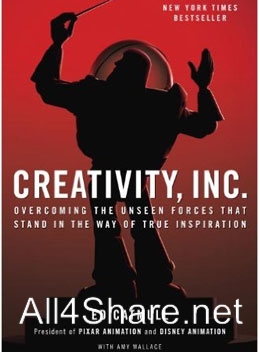 NEW YORK TIMES
BESTSELLER
CREATIVITY, INC.
OVERCOMING THE UNSEEN FORCES THAT
STAND IN THE WAY OF TRUE INSPIRATION
All4Share.net
President of PIXAR ANIMATION and DISNEY ANIMATION
WITH AMY WALLACE